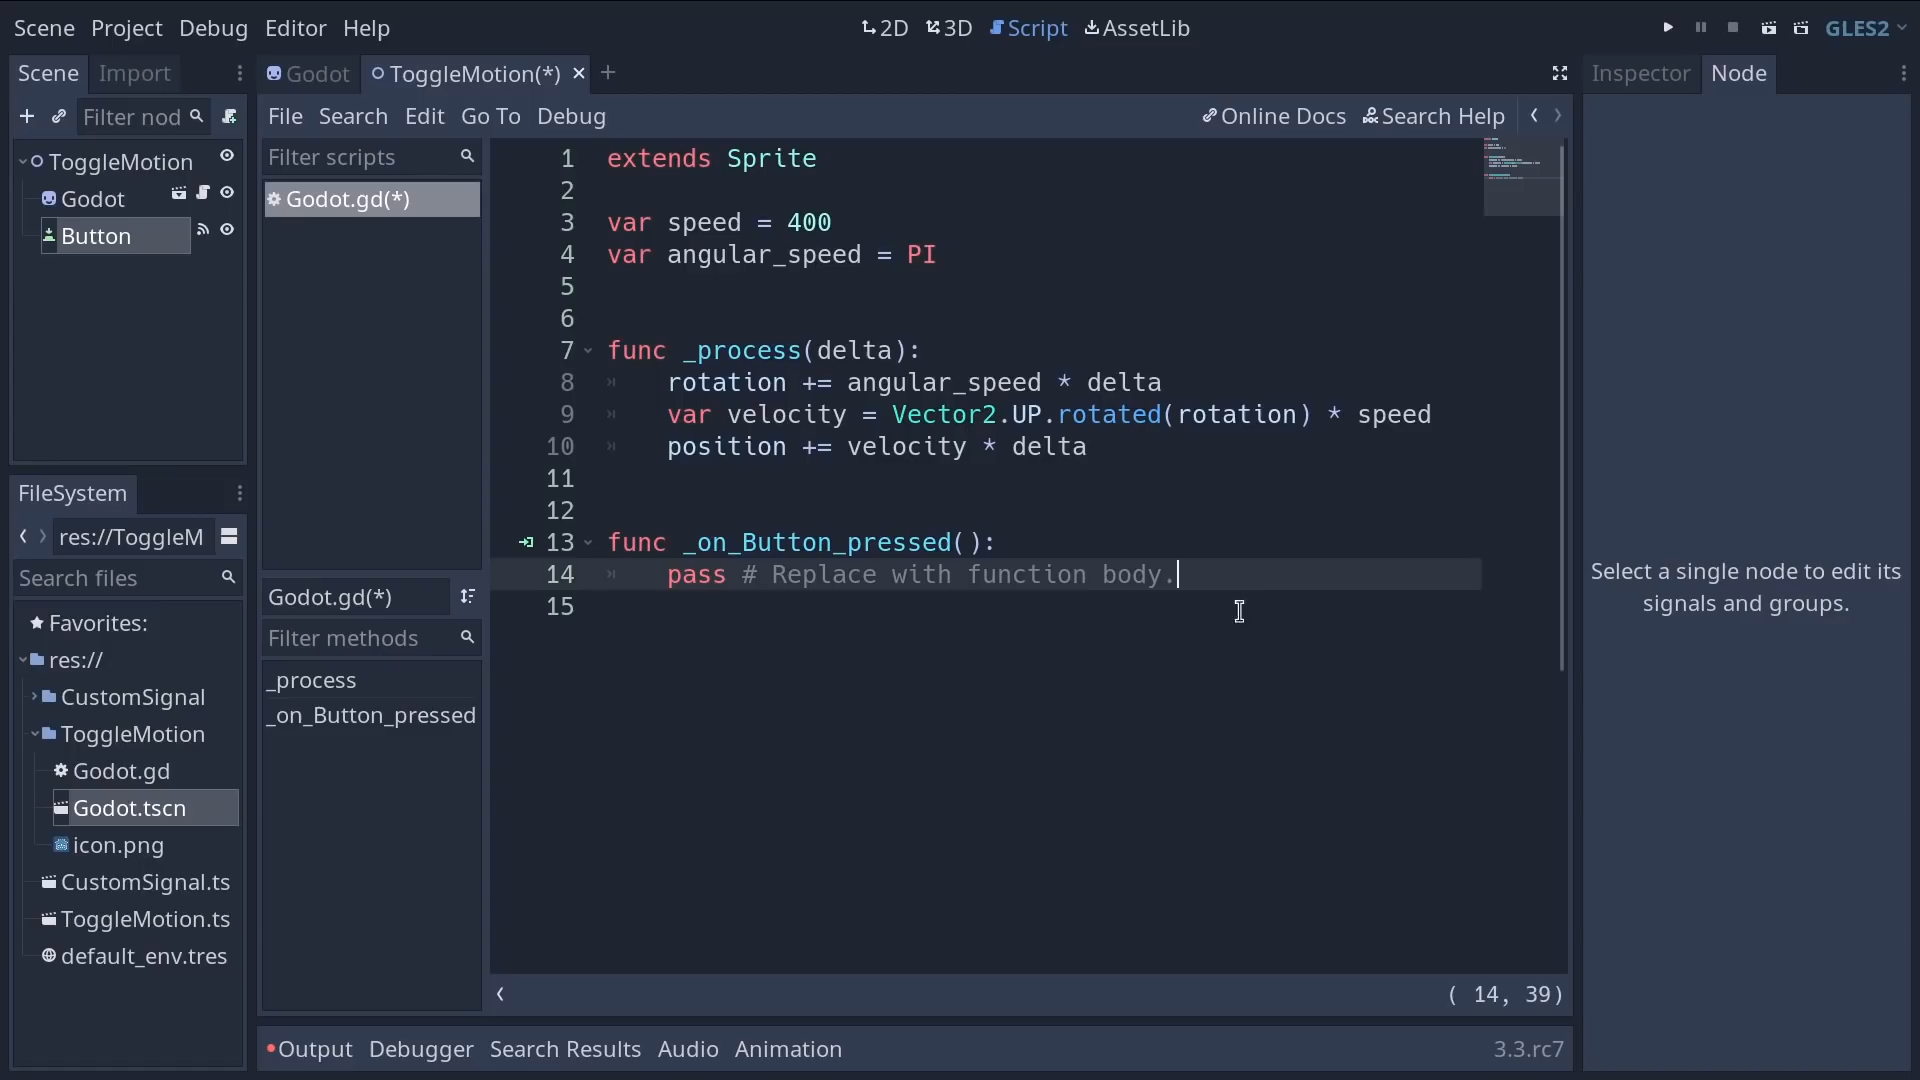 Scene Project Debug Editor Help 2D 3D Script AssetLib GLES2
Scene Import
Filter nod
ToggleMotion
Godot
Button
FileSystem
res://ToggleM
Search files
Favorites:
res://
CustomSignal
ToggleMotion
Godot.gd
Godot.tscn
icon.png
CustomSignal.ts
ToggleMotion.ts
default_env.tres
Godot ToggleMotion(*)
File Search Edit Go To Debug Online Docs Search Help
Filter scripts
Godot.gd(*)
Godot.gd(*)
Filter methods
_process
_on_Button_pressed
1 extends Sprite
2
3 var speed = 400
4 var angular_speed = PI
5
6
7 func _process(delta):
8 rotation += angular_speed * delta
9 var velocity = Vector2.UP.rotated(rotation) * speed
10 position += velocity * delta
11
12
13 func _on_Button_pressed():
14 pass # Replace with function body.
15
( 14, 39)
Output Debugger Search Results Audio Animation 3.3.rc7
Inspector Node
Select a single node to edit its
signals and groups.